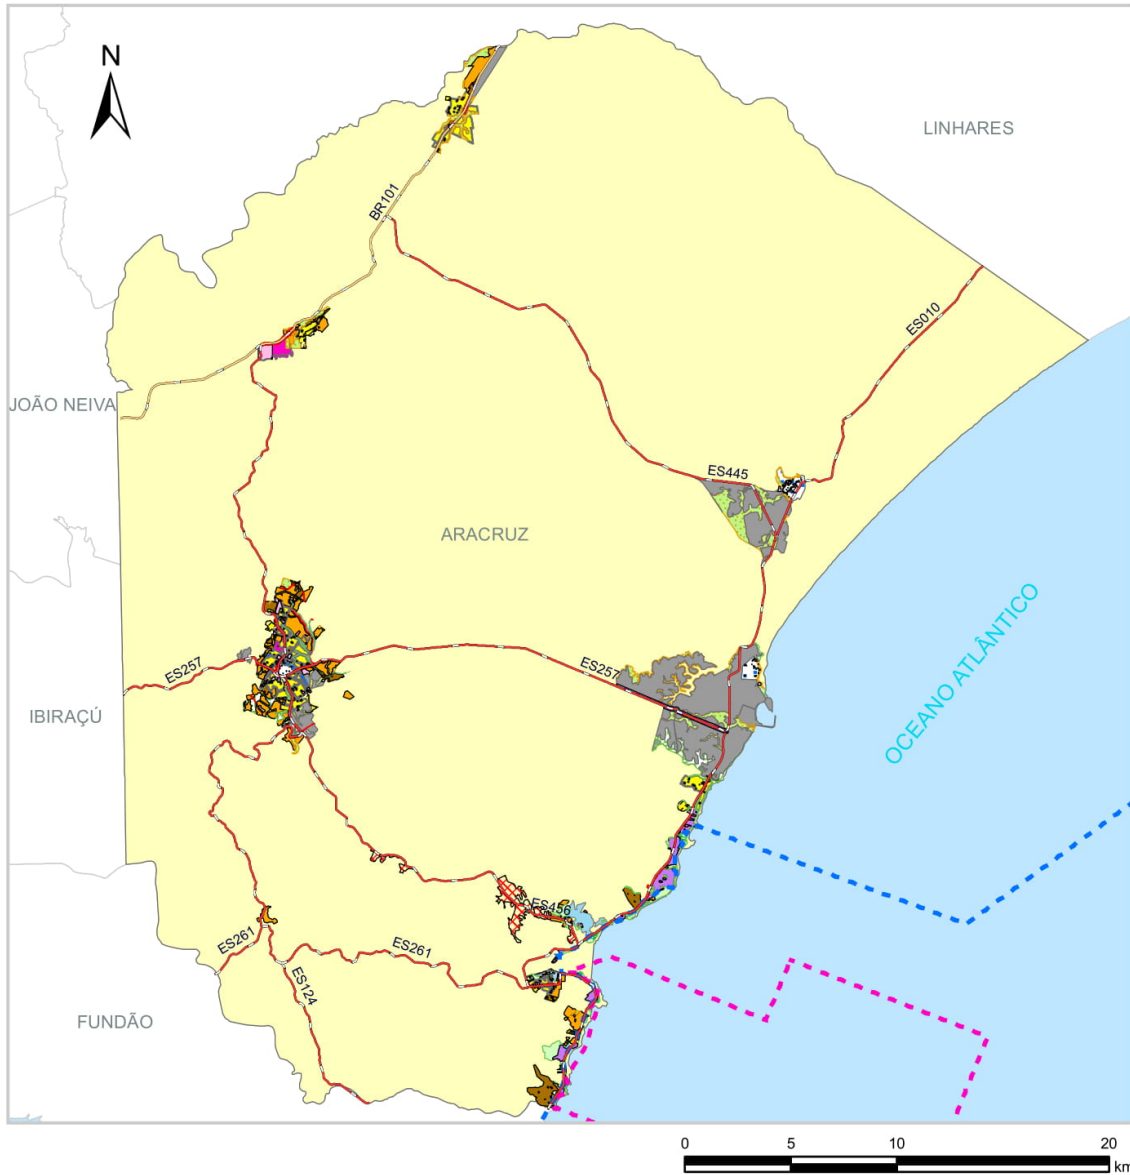 N
LINHARES
BR101
ES010
JOÃO NEIVA
ES445
ARACRUZ
OCEANO ATLÂNTICO
ES257
ES257
IBIRAÇÚ
ES456
ES261
ES261
ES124
FUNDÃO
0 5 10 20
km